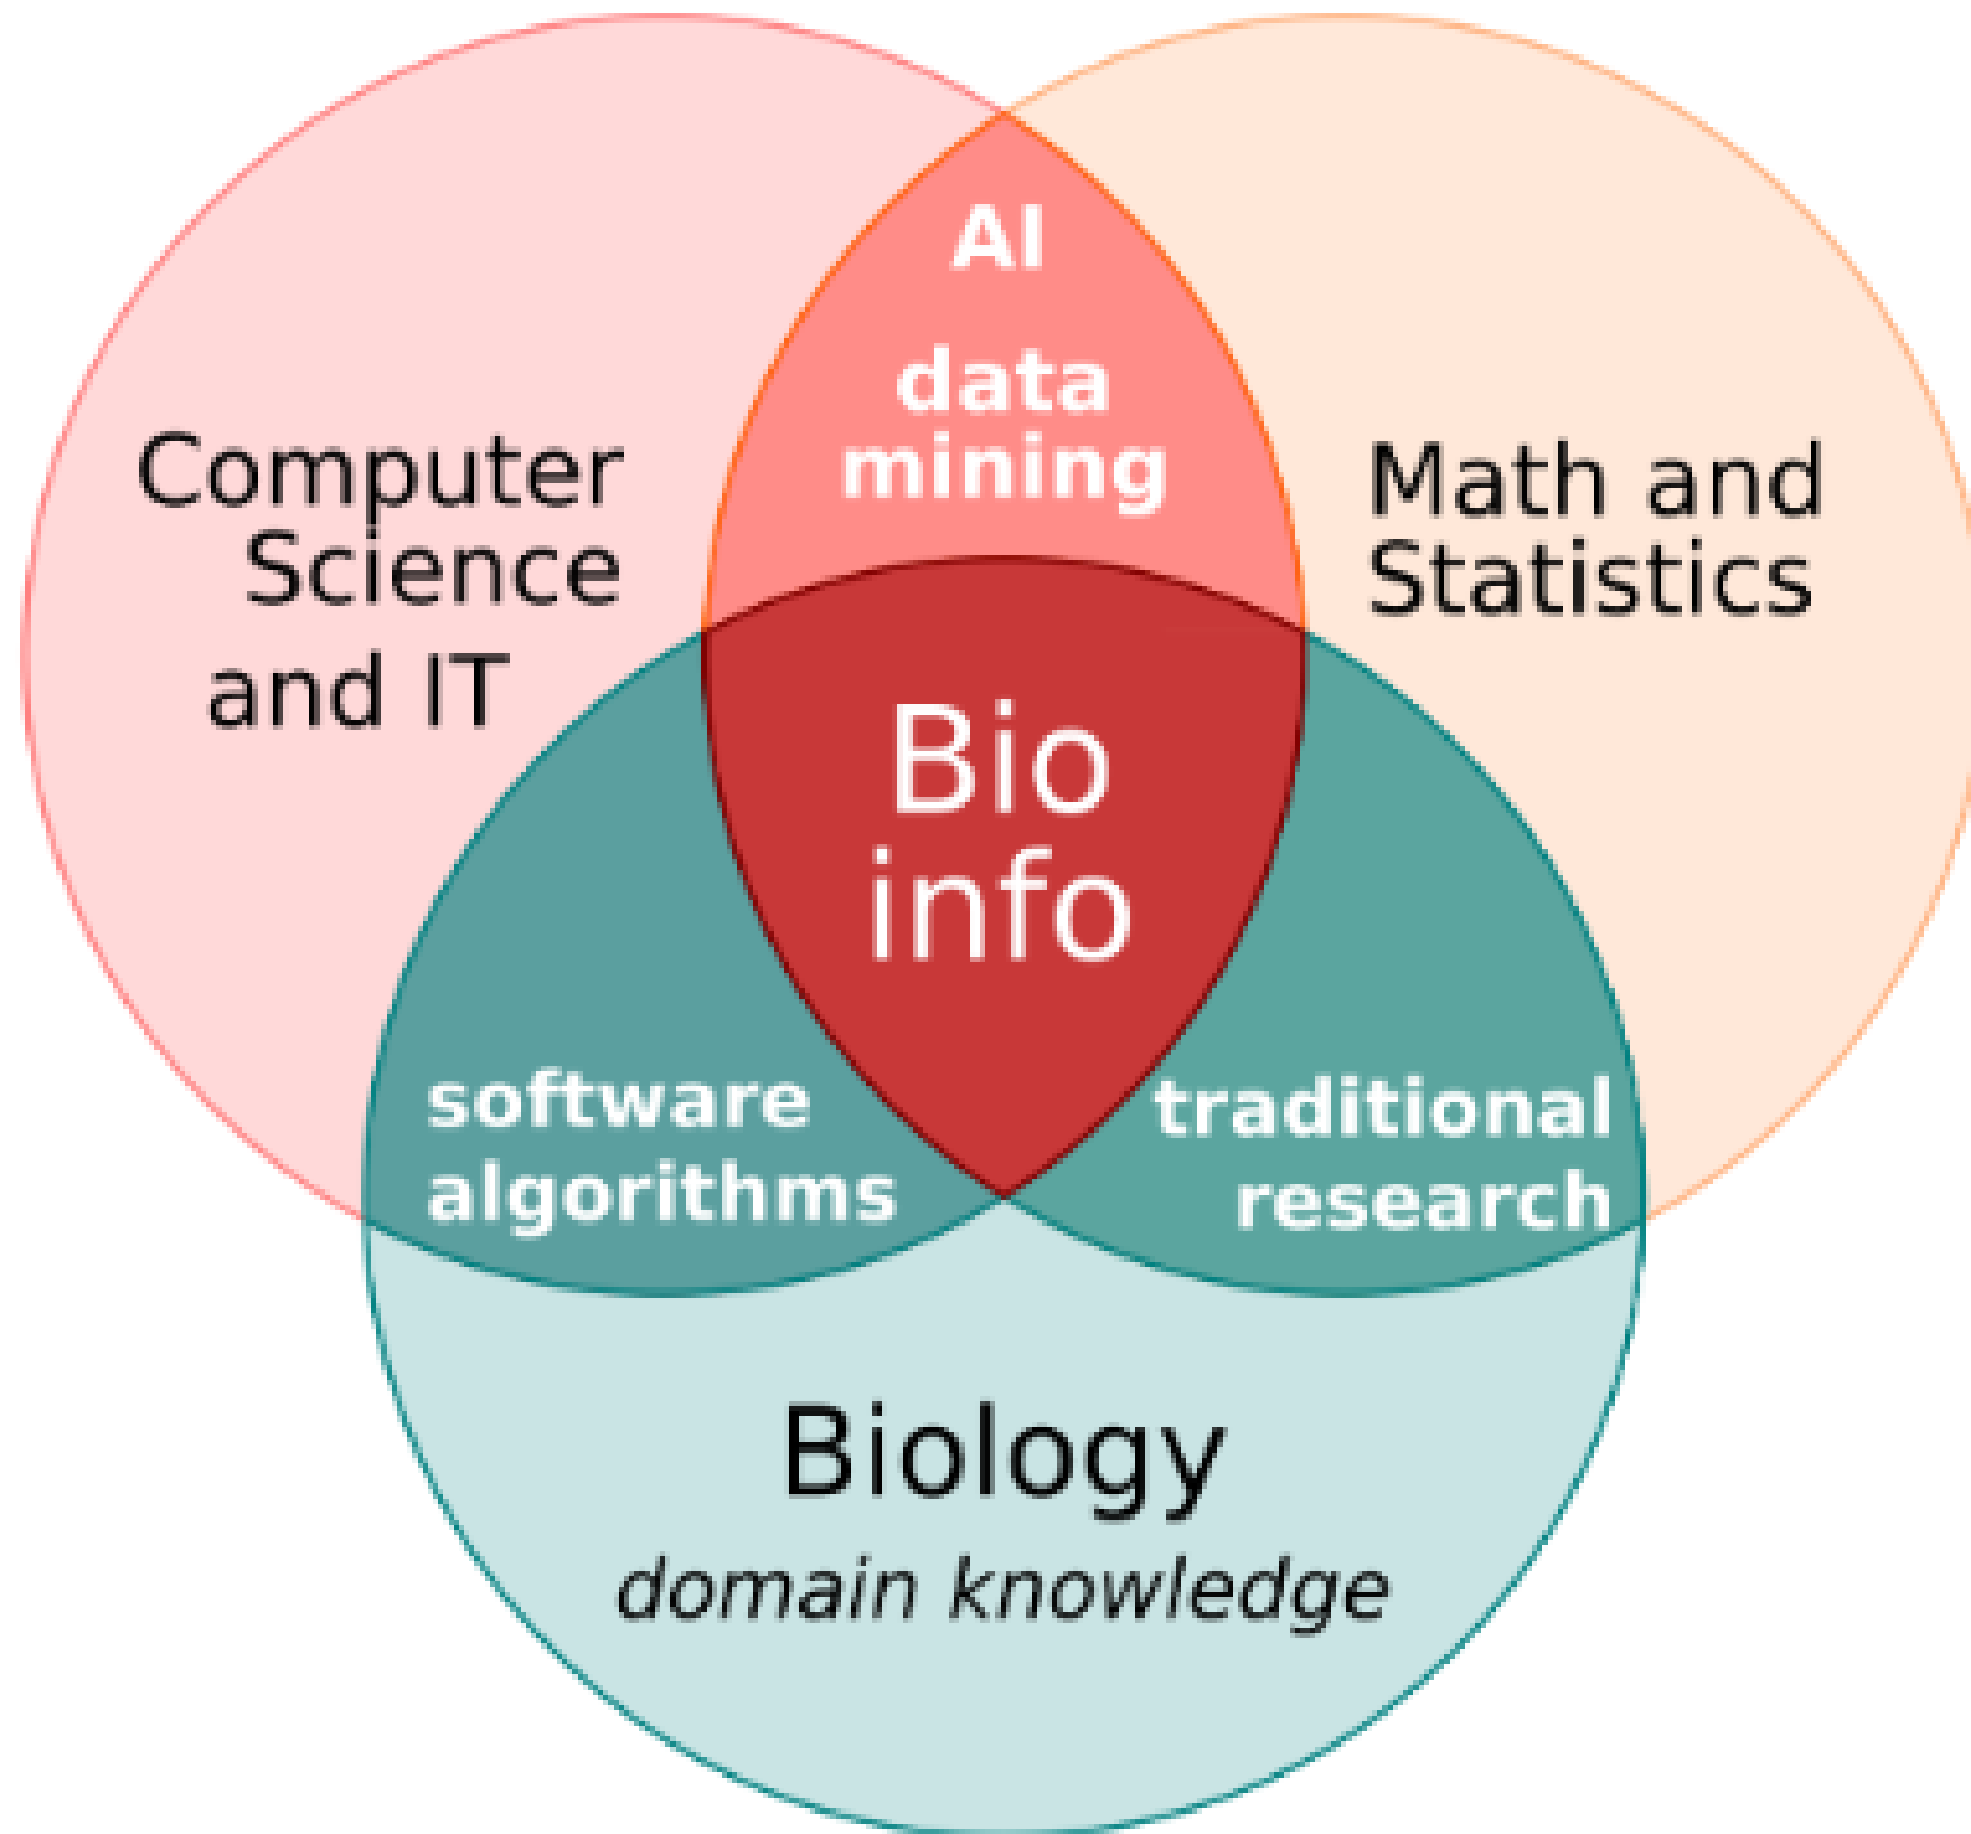 AI
data
mining
Computer
Science
and IT
Math and
Statistics
Bio
info
software
algorithms
traditional
research
Biology
domain knowledge